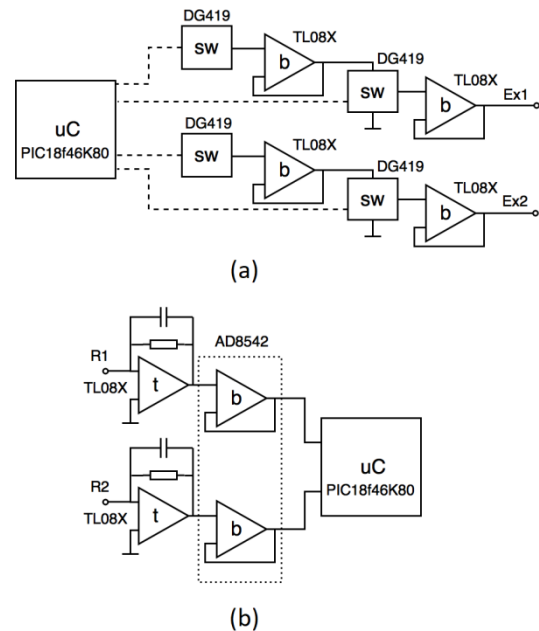 DG419
sw
TL08X
b
DG419
sw
TL08X
b
Ex1
uC
PIC18f46K80
DG419
sw
TL08X
b
DG419
sw
TL08X
b
Ex2
(a)
R1
TL08X
t
AD8542
b
R2
TL08X
t
b
uC
PIC18f46K80
(b)